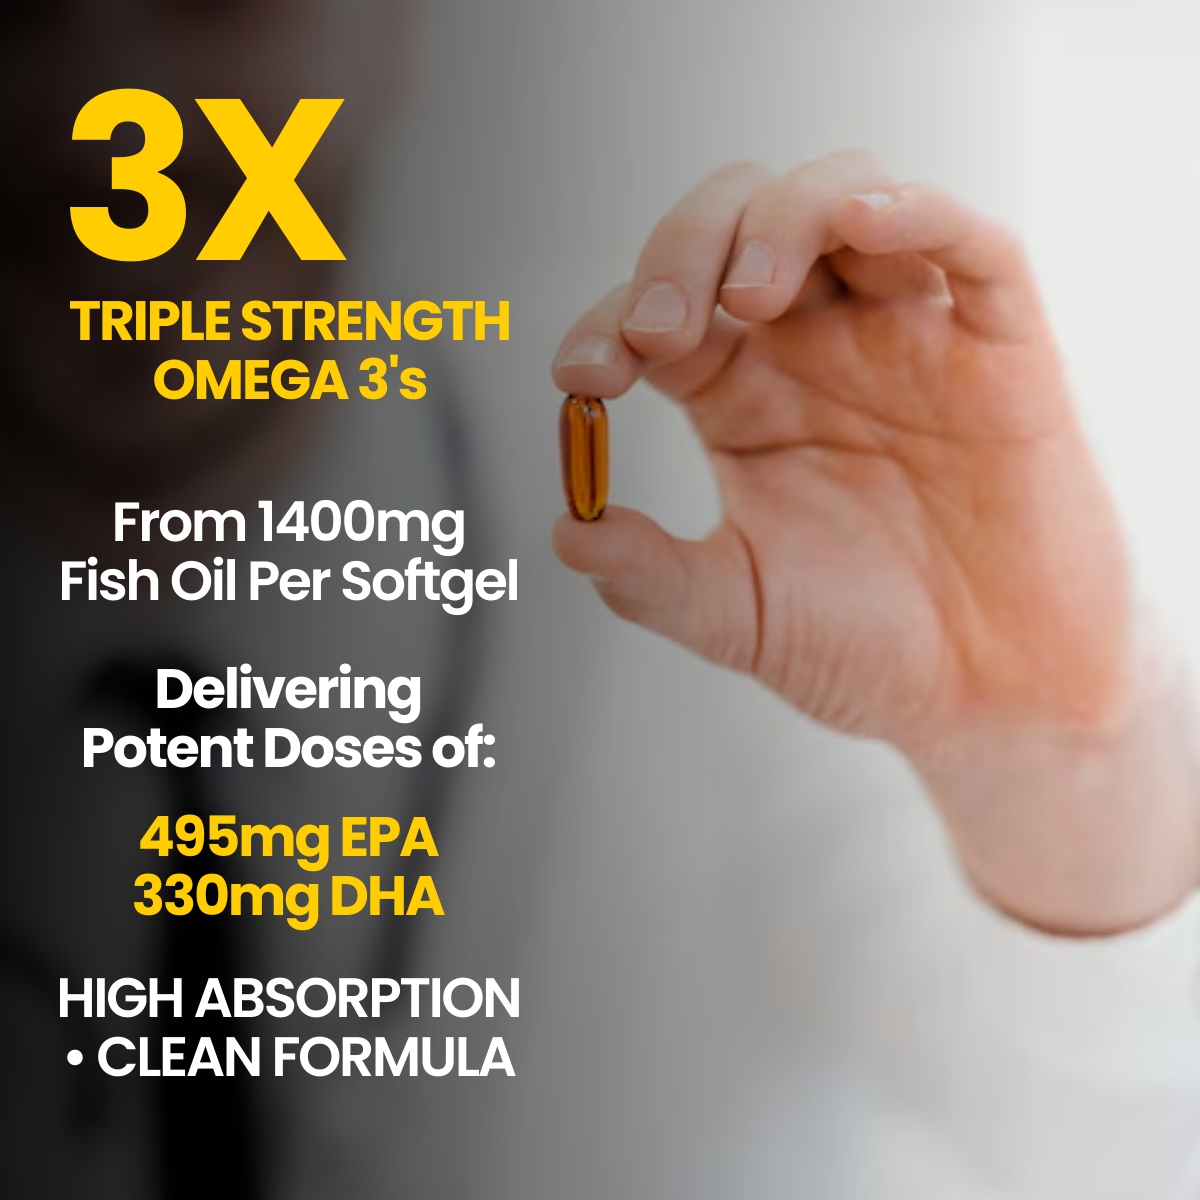 3X
TRIPLE STRENGTH
OMEGA 3's
From 1400mg
Fish Oil Per Softgel
Delivering
Potent Doses of:
495mg EPA
330mg DHA
HIGH ABSORPTION
• CLEAN FORMULA